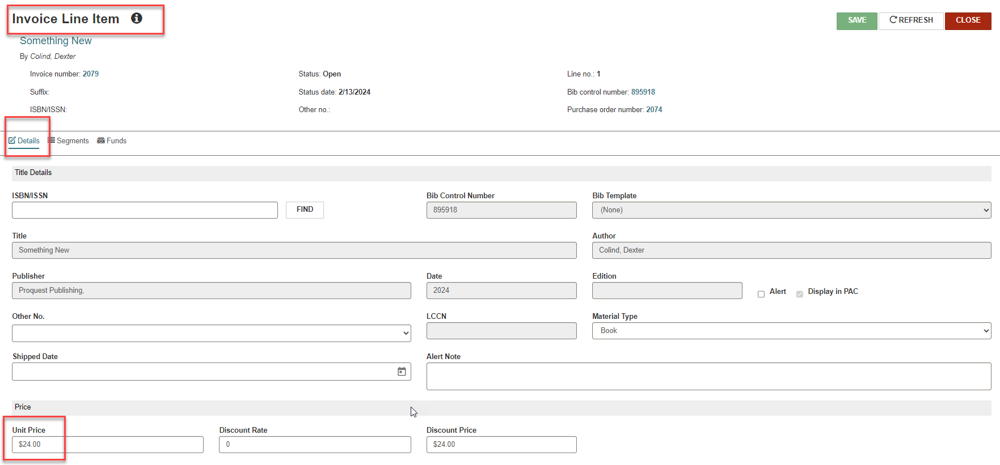 Invoice Line Item
SAVE REFRESH CLOSE
Something New
By Colind, Dexter
Invoice number: 2079 Status: Open Line no.: 1
Suffix: Status date: 2/13/2024 Bib control number: 895918
ISBN/ISSN: Other no.: Purchase order number: 2074
Details Segments Funds
Title Details
ISBN/ISSN Bib Control Number Bib Template
FIND 895918 (None)
Title Author
Something New Colind, Dexter
Publisher Date Edition
Proquest Publishing, 2024 Alert Display in PAC
Other No. LCCN Material Type
Book
Shipped Date Alert Note
Price
Unit Price Discount Rate Discount Price
$24.00 0 $24.00